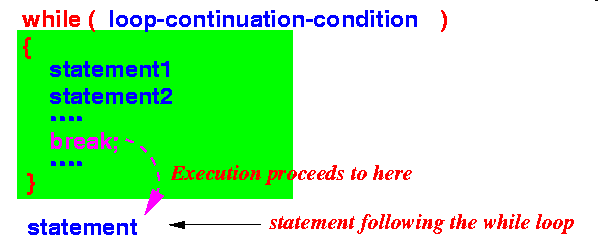 while ( loop-continuation-condition )
{
statement1
statement2
....
break;
....
Execution proceeds to here
}
statement
statement following the while loop